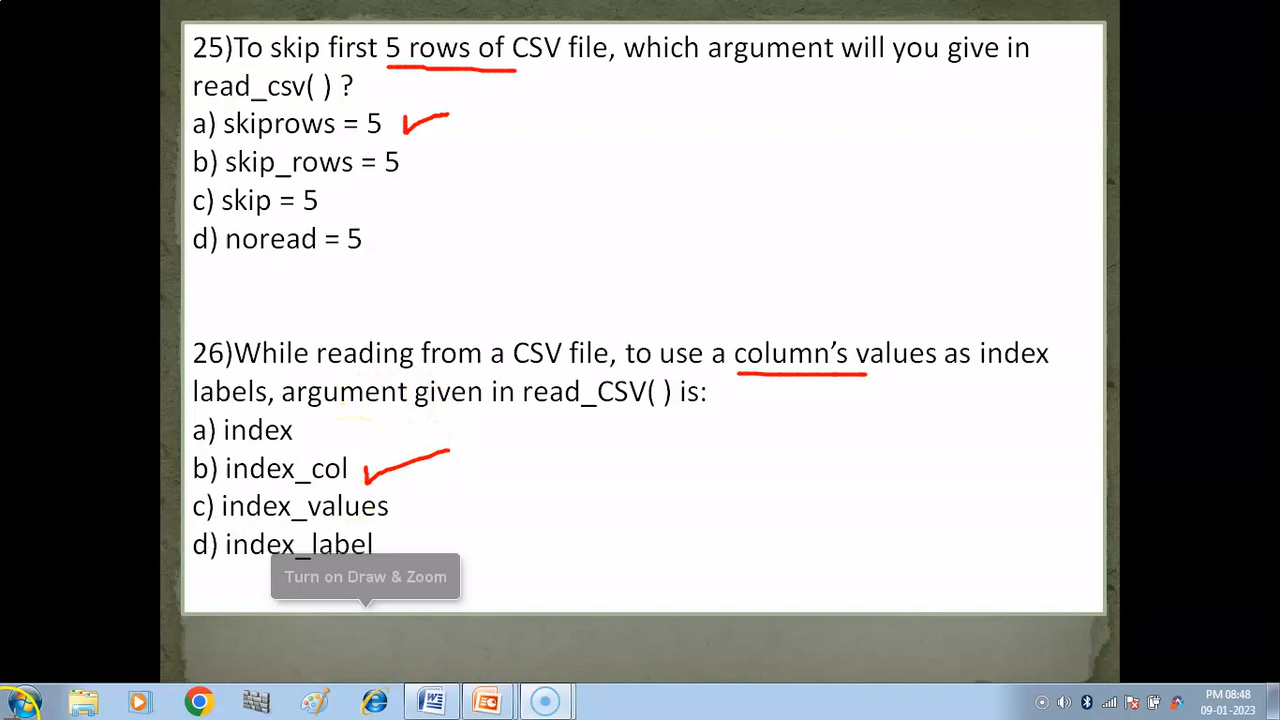 25)To skip first 5 rows of CSV file, which argument will you give in
read_csv( ) ?
a) skiprows = 5
b) skip_rows = 5
c) skip = 5
d) noread = 5
26)While reading from a CSV file, to use a column’s values as index
labels, argument given in read_CSV( ) is:
a) index
b) index_col
c) index_values
d) index_label
Turn on Draw & Zoom
PM 08:48
09-01-2023